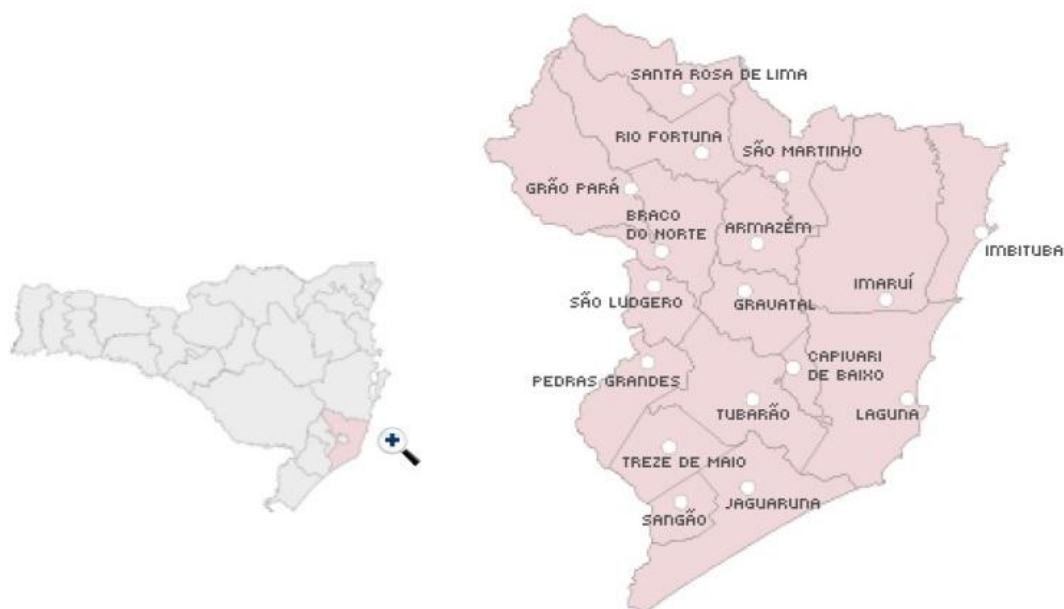 SANTA ROSA DE LIMA
RIO FORTUNA
SÃO MARTINHO
GRÃO PARÁ
BRACO
DO NORTE
ARMAZÉM
IMBITUBA
IMARUÍ
SÃO LUDGERO
GRAVATAL
CAPIVARI
DE BAIXO
PEDRAS GRANDES
TUBARÃO
LAGUNA
TREZE DE MAIO
JAGUARUNA
SANGÃO